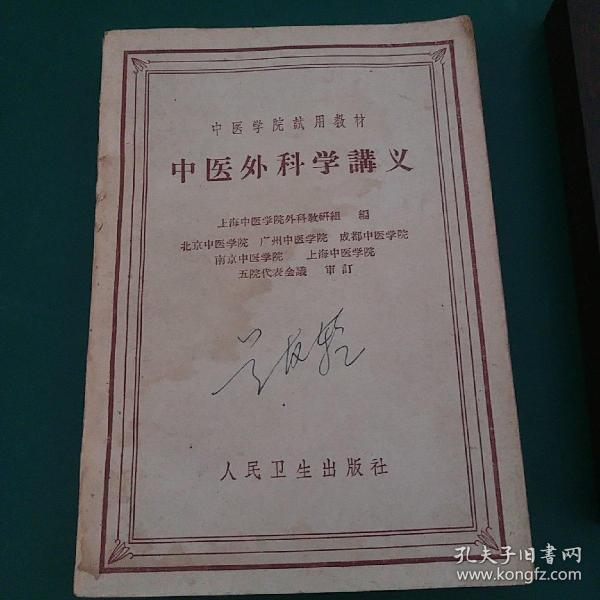 中医学院試用教材
中医外科学講义
上海中医学院外科教研組 編
北京中医学院 广州中医学院 成都中医学院
南京中医学院 上海中医学院
五院代表会議 审訂
人民卫生出版社
孔夫子旧书网
www.kongfz.com